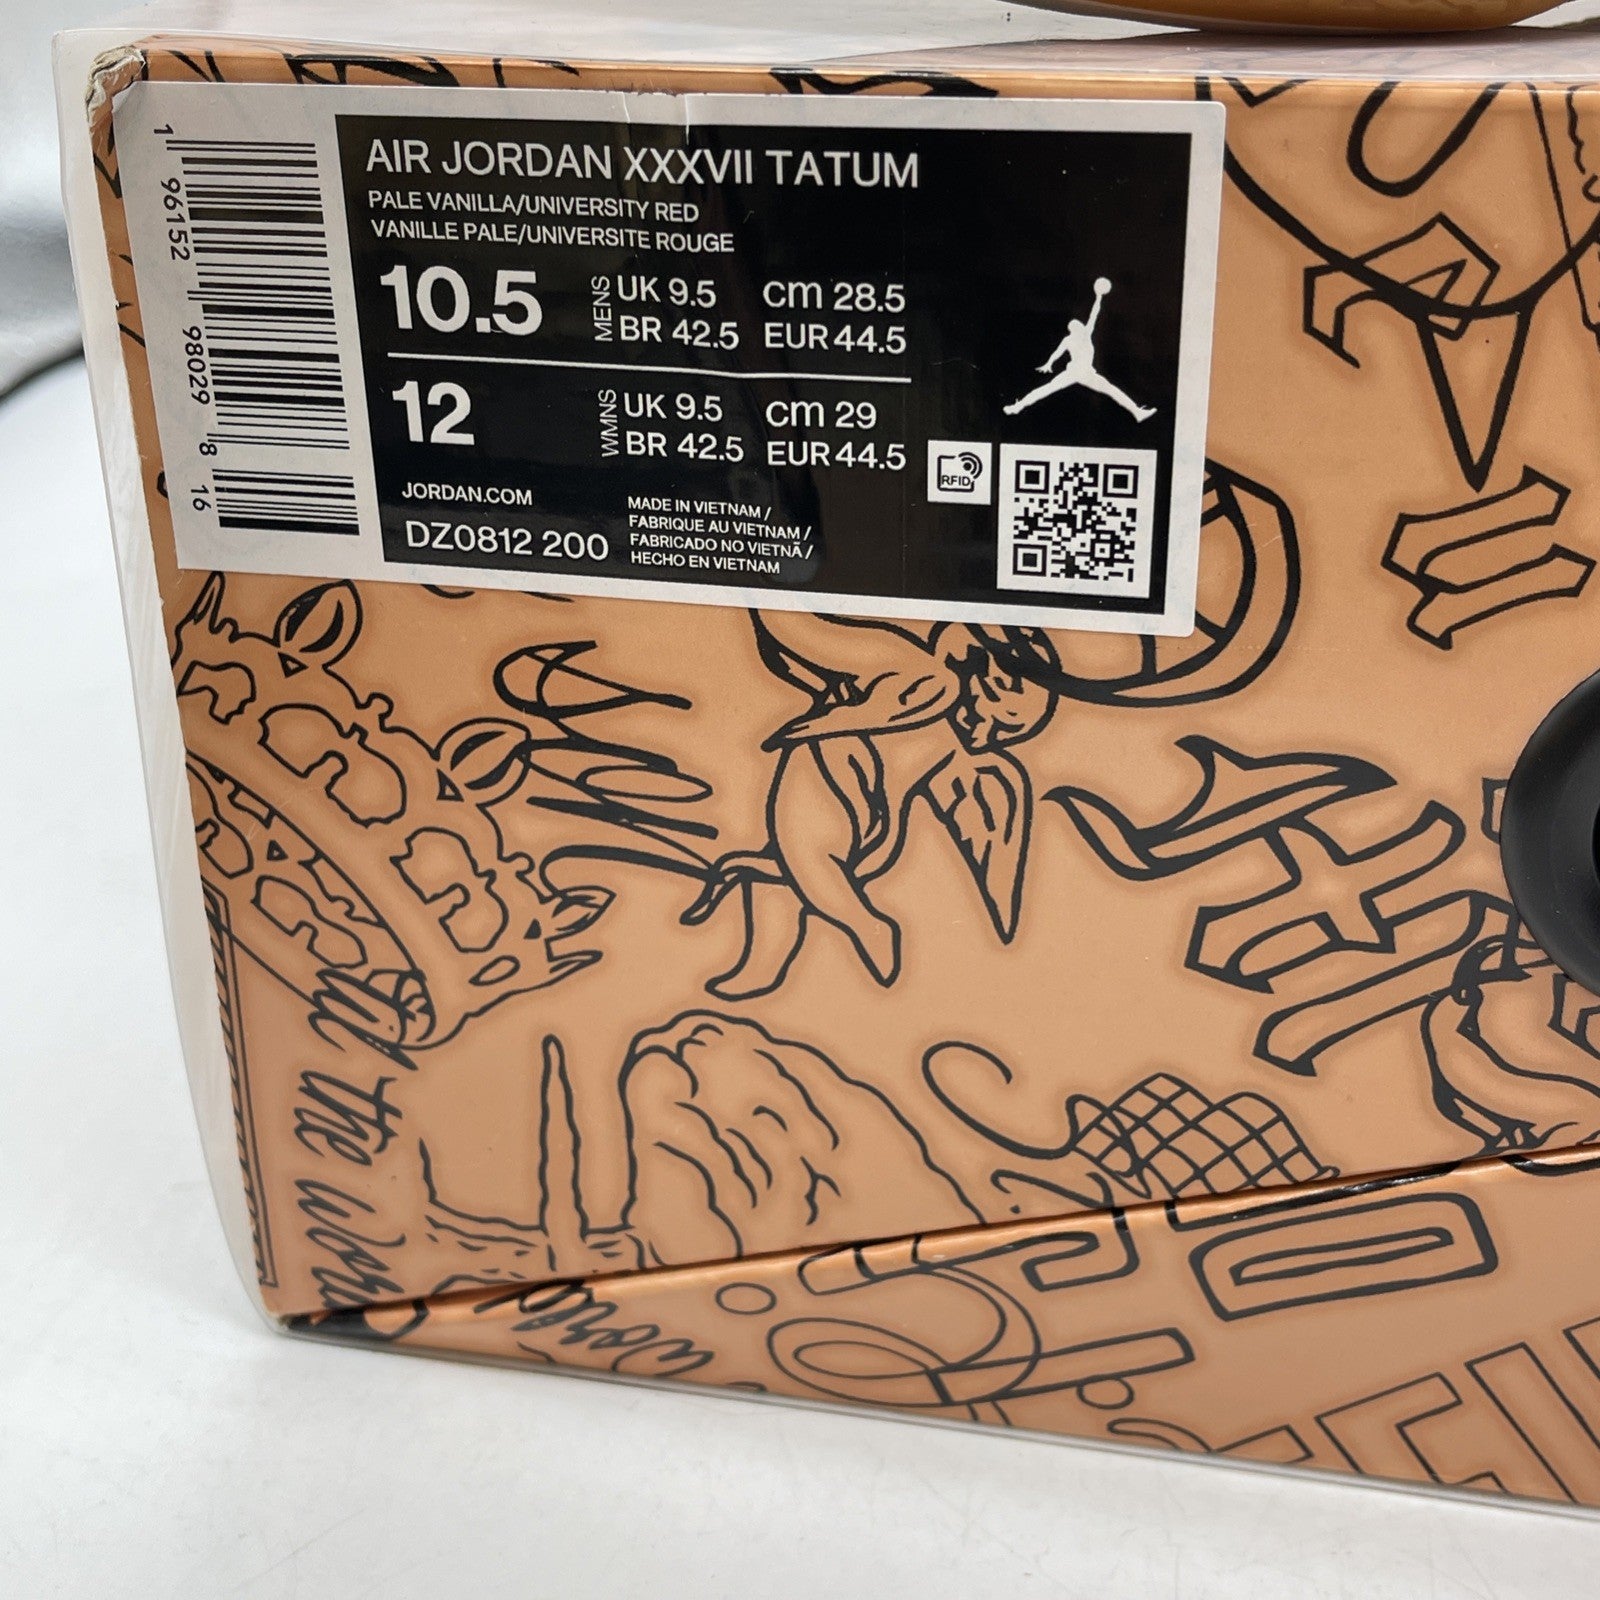 AIR JORDAN XXXVII TATUM
PALE VANILLA/UNIVERSITY RED
VANILLE PALE/UNIVERSITE ROUGE
10.5 MENS UK 9.5 cm 28.5
BR 42.5 EUR 44.5
12 WMNS UK 9.5 cm 29
BR 42.5 EUR 44.5
RFID
JORDAN.COM
DZ0812 200
MADE IN VIETNAM /
FABRIQUE AU VIETNAM /
FABRICADO NO VIETNÃ /
HECHO EN VIETNAM
1 96152 98029 8 16
the world
world